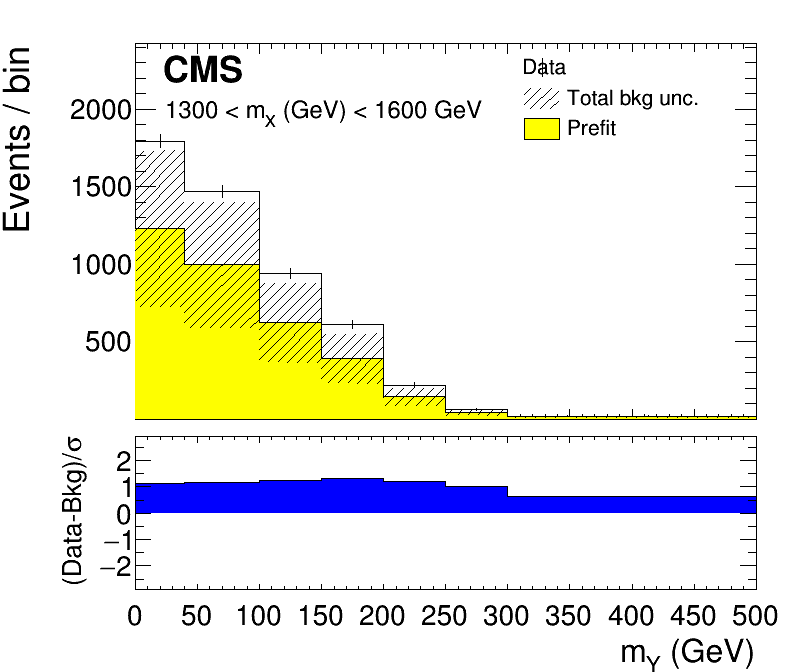 CMS
1300 < mX (GeV) < 1600 GeV
Data
Total bkg unc.
Prefit
Events / bin
2000
1500
1000
500
(Data-Bkg)/σ
2
1
0
−1
−2
0 50 100 150 200 250 300 350 400 450 500
mY (GeV)